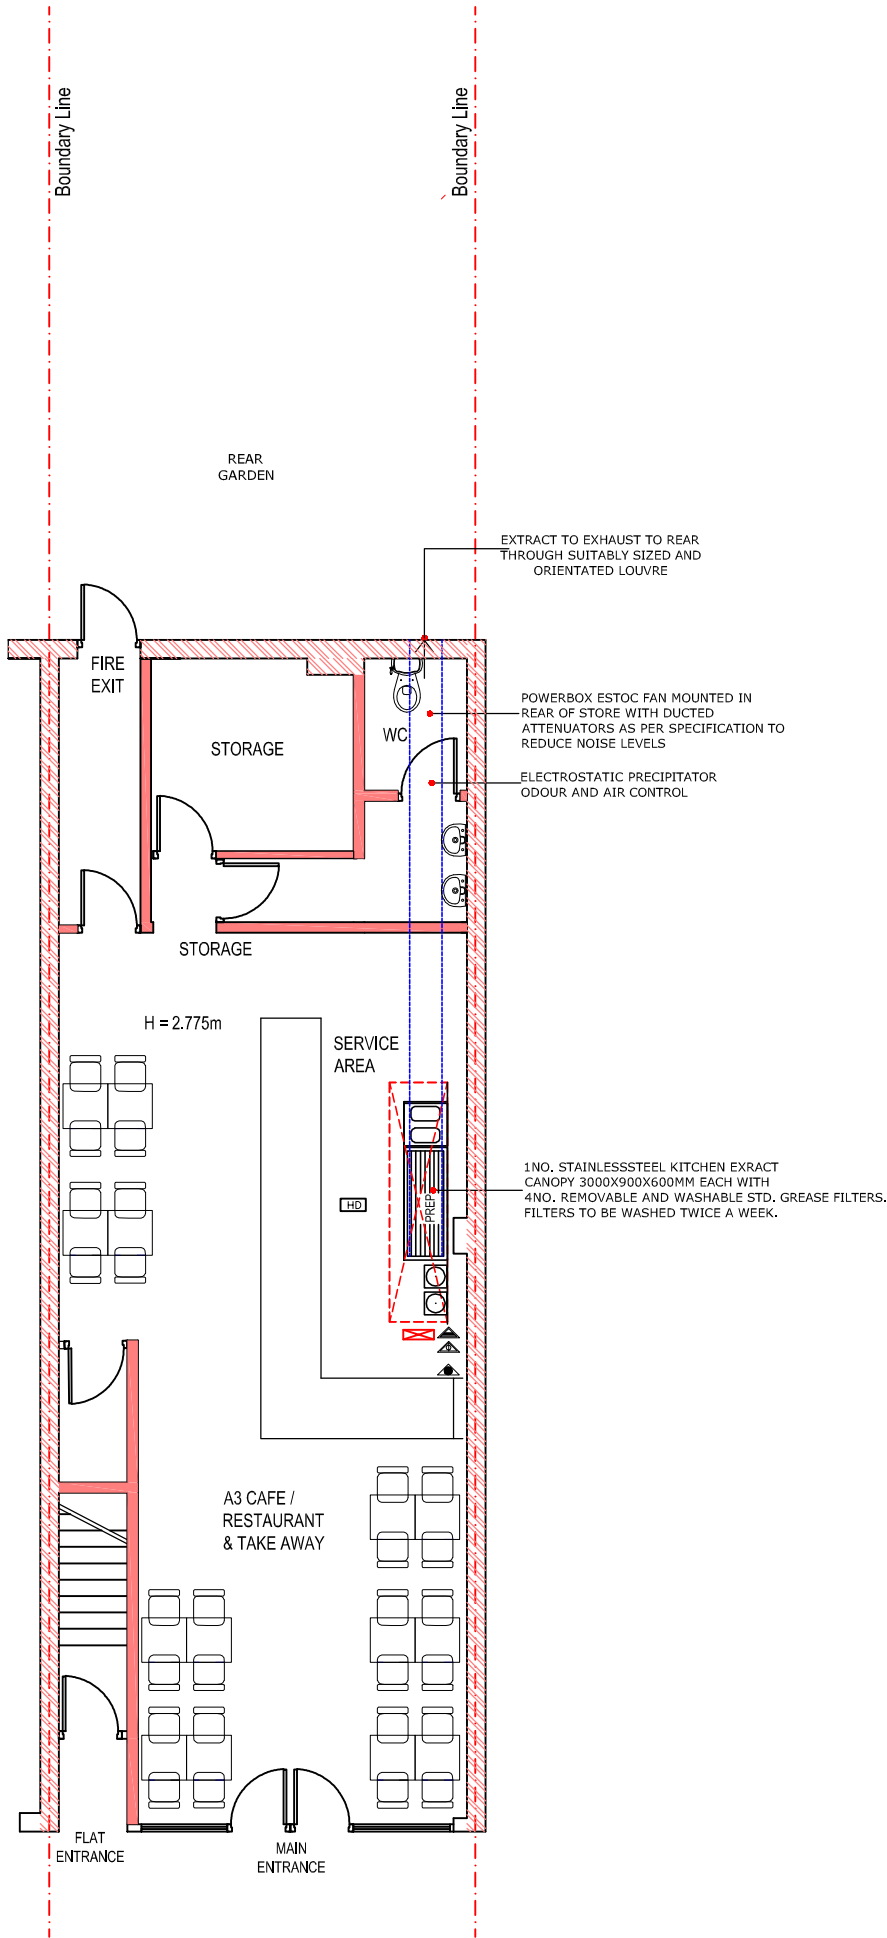 Boundary Line
Boundary Line
REAR
GARDEN
EXTRACT TO EXHAUST TO REAR
THROUGH SUITABLY SIZED AND
ORIENTATED LOUVRE
FIRE
EXIT
STORAGE
WC
POWERBOX ESTOC FAN MOUNTED IN
REAR OF STORE WITH DUCTED
ATTENUATORS AS PER SPECIFICATION TO
REDUCE NOISE LEVELS
ELECTROSTATIC PRECIPITATOR
ODOUR AND AIR CONTROL
STORAGE
H = 2.775m
SERVICE
AREA
1NO. STAINLESSSTEEL KITCHEN EXRACT
CANOPY 3000X900X600MM EACH WITH
4NO. REMOVABLE AND WASHABLE STD. GREASE FILTERS.
FILTERS TO BE WASHED TWICE A WEEK.
HD
PREP
A3 CAFE /
RESTAURANT
& TAKE AWAY
FLAT
ENTRANCE
MAIN
ENTRANCE